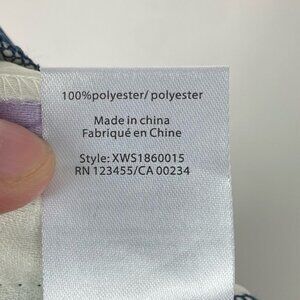 100%polyester/ polyester
Made in china
Fabriqué en Chine
Style: XWS1860015
RN 123455/CA 00234